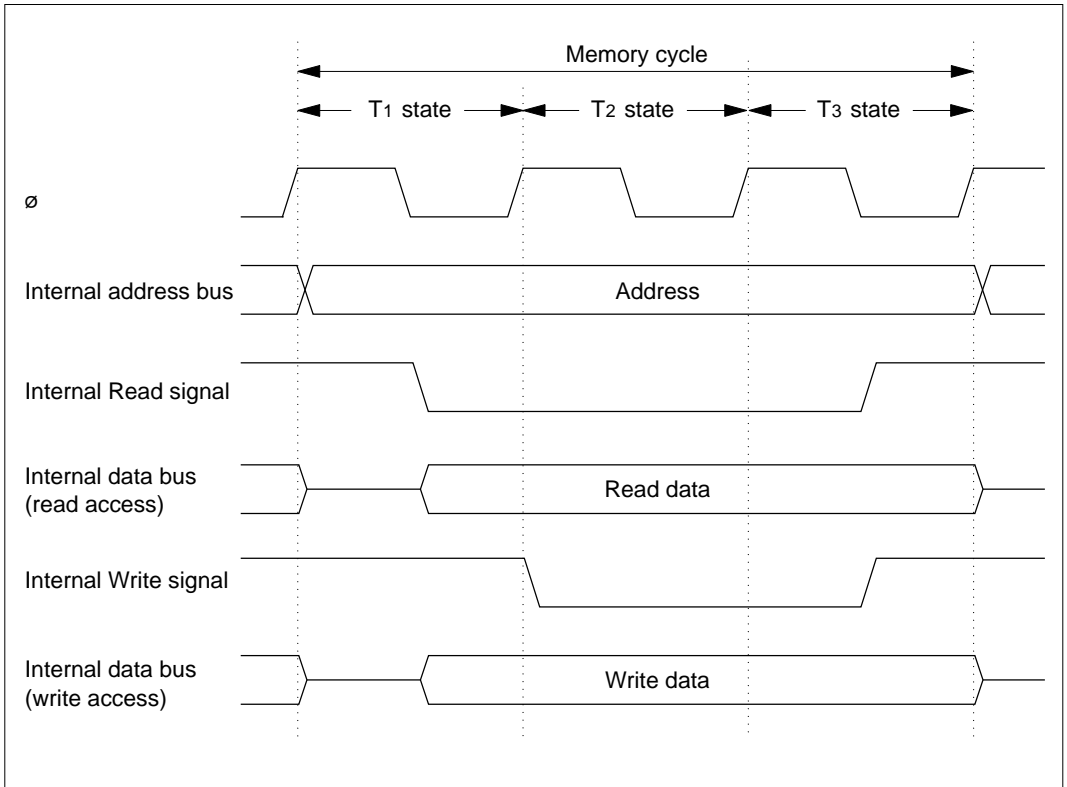 Memory cycle
T1 state T2 state T3 state
ø
Internal address bus Address
Internal Read signal
Internal data bus
(read access)
Read data
Internal Write signal
Internal data bus
(write access)
Write data